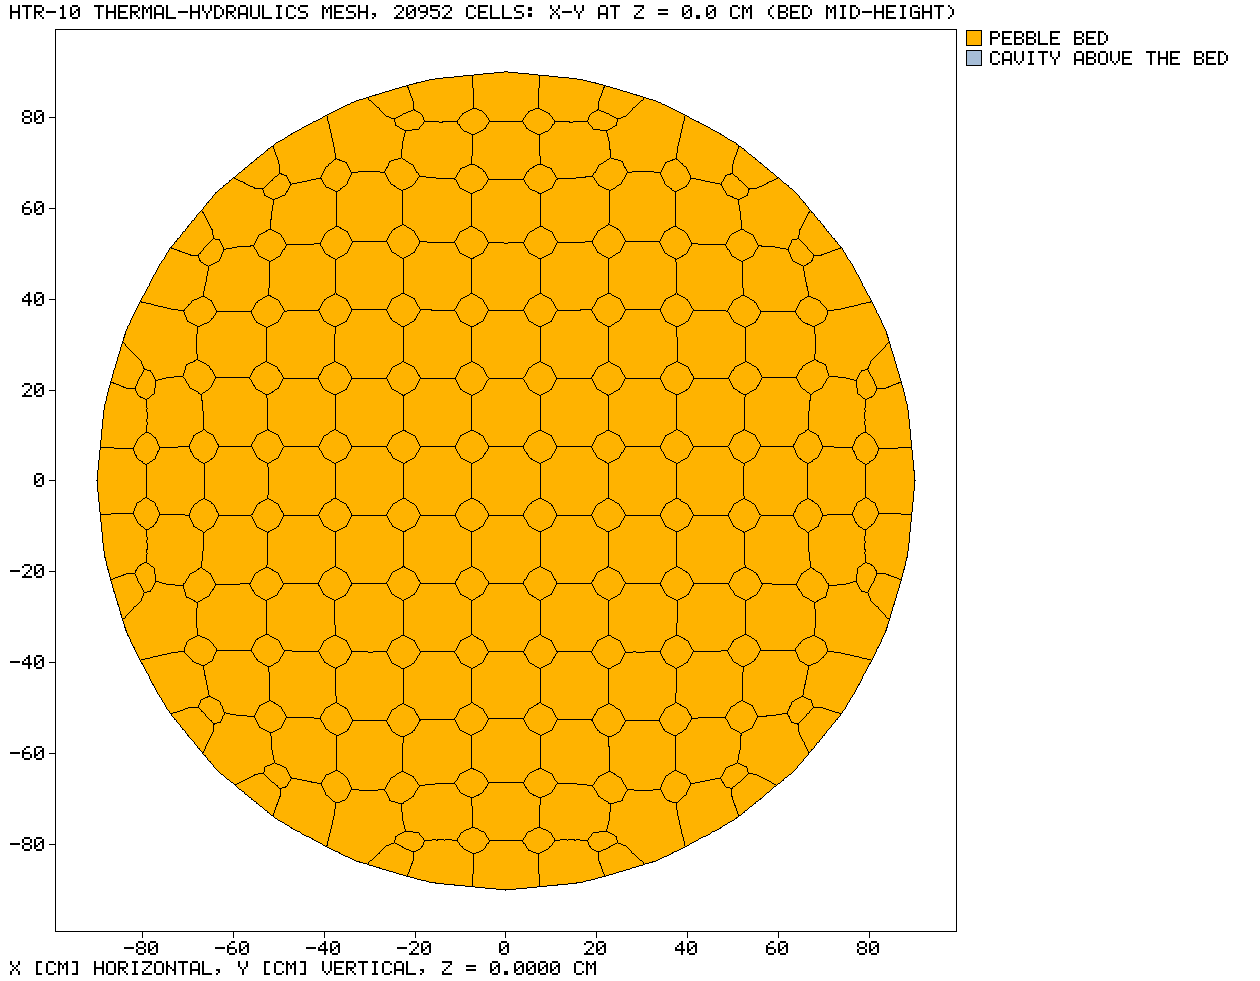 HTR-10 THERMAL-HYDRAULICS MESH, 20952 CELLS: X-Y AT Z = 0.0 CM (BED MID-HEIGHT)
PEBBLE BED
CAVITY ABOVE THE BED
80
60
40
20
0
-20
-40
-60
-80
-80 -60 -40 -20 0 20 40 60 80
X [CM] HORIZONTAL, Y [CM] VERTICAL, Z = 0.0000 CM